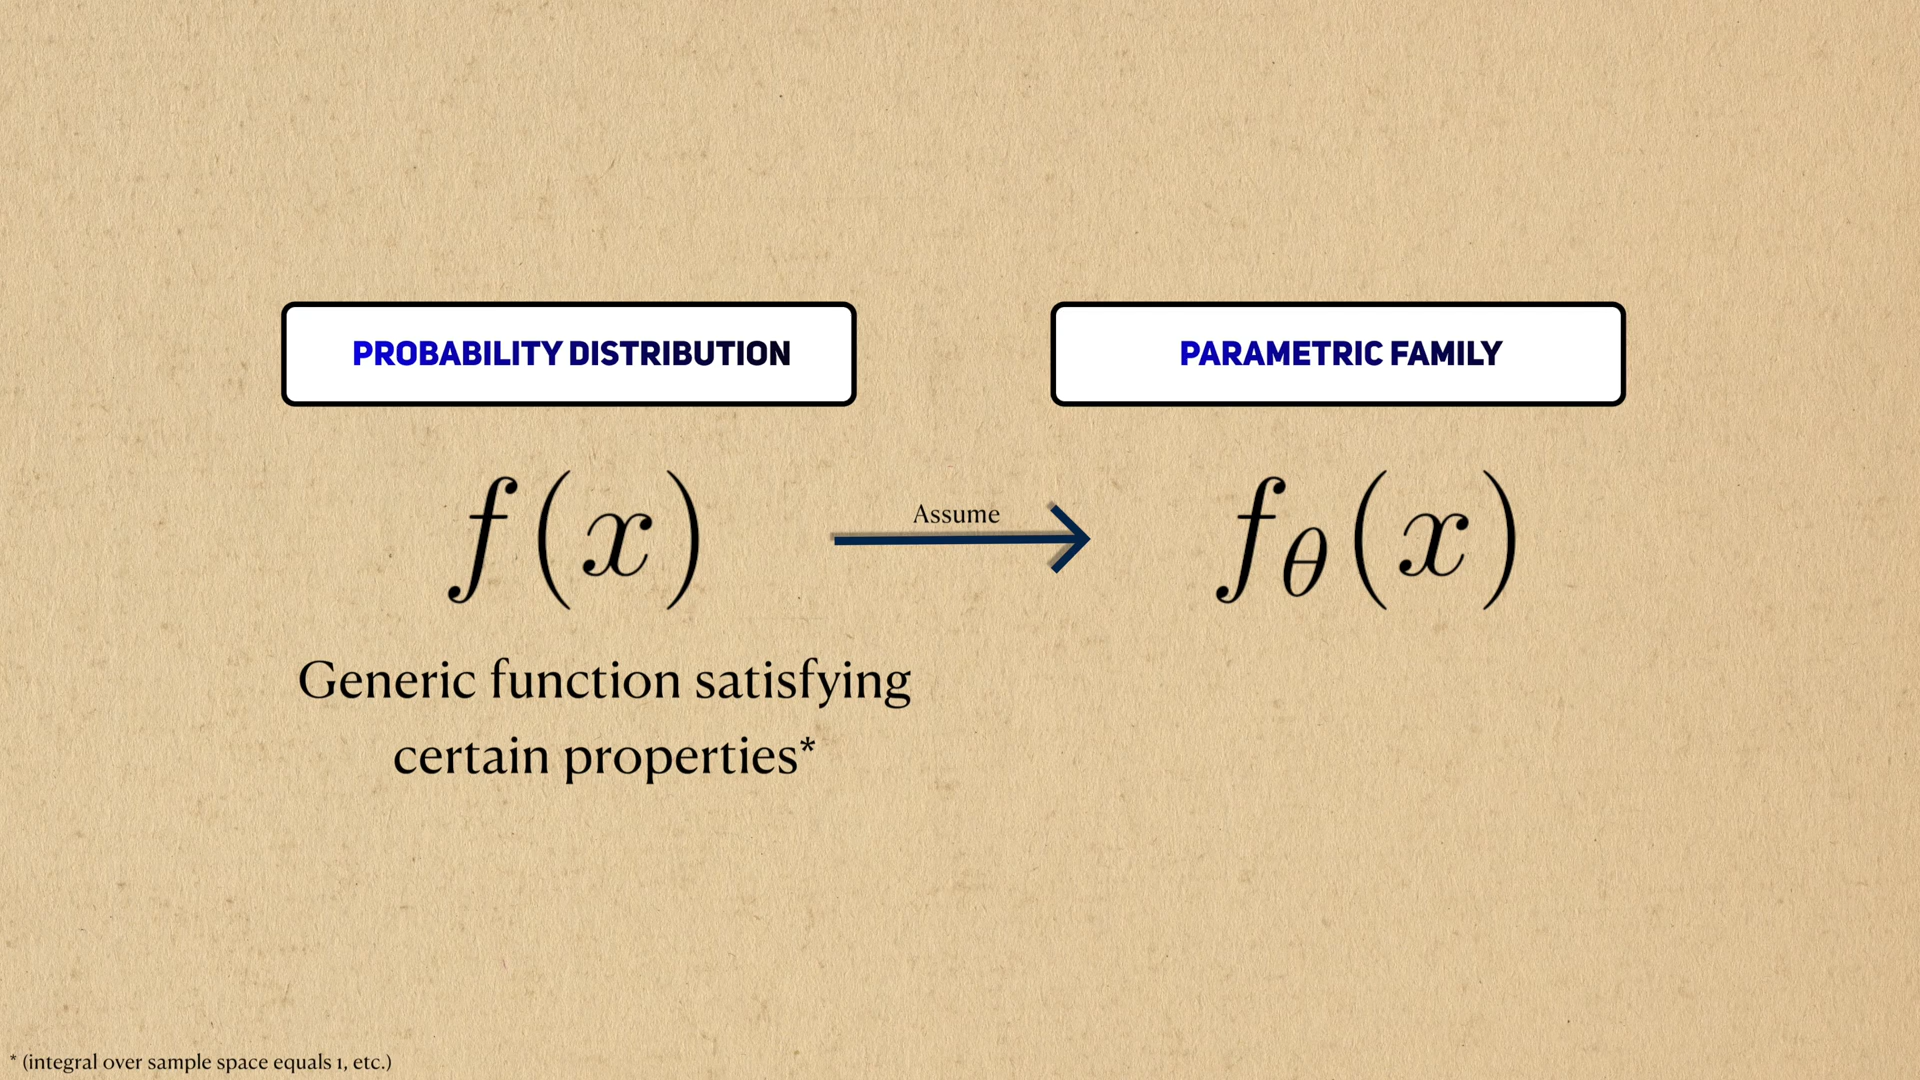 PROBABILITY DISTRIBUTION
PARAMETRIC FAMILY
f(x)
Assume
fθ(x)
Generic function satisfying
certain properties*
* (integral over sample space equals 1, etc.)